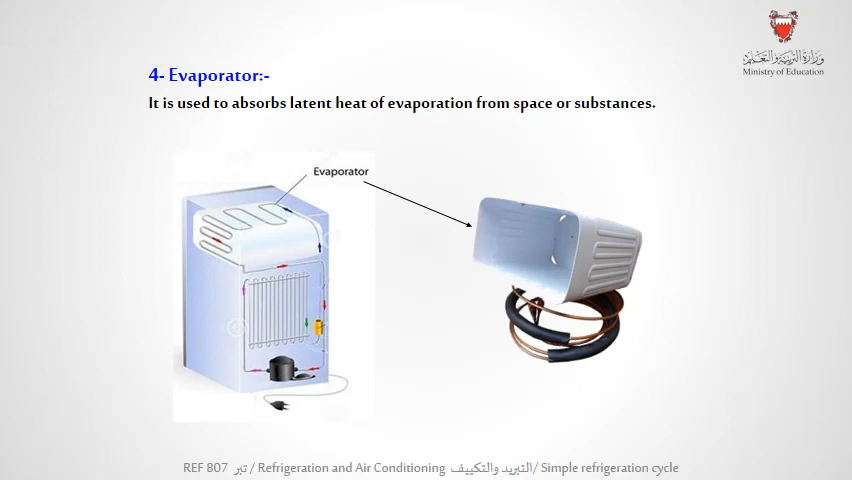 وزارة التربية والتعليم
Ministry of Education
4- Evaporator:-
It is used to absorbs latent heat of evaporation from space or substances.
Evaporator
REF 807 تبر / Refrigeration and Air Conditioning التبريد والتكييف / Simple refrigeration cycle